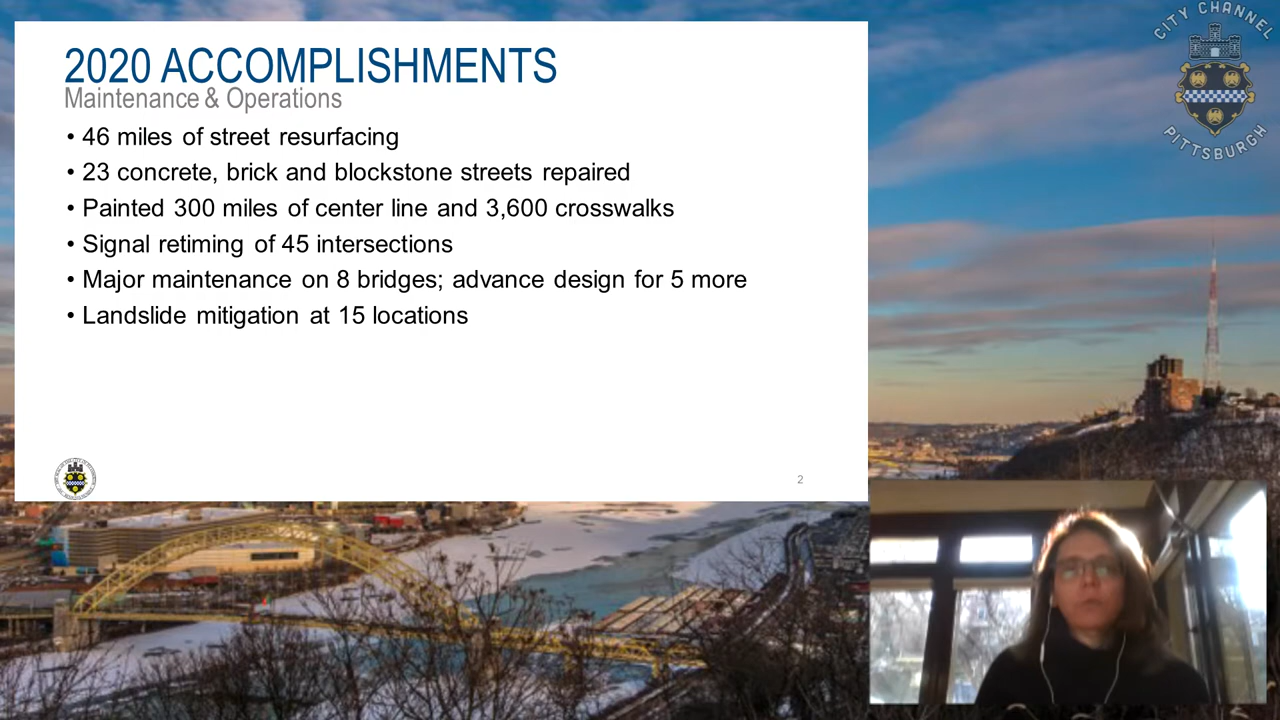 2020 ACCOMPLISHMENTS
Maintenance & Operations
• 46 miles of street resurfacing
• 23 concrete, brick and blockstone streets repaired
• Painted 300 miles of center line and 3,600 crosswalks
• Signal retiming of 45 intersections
• Major maintenance on 8 bridges; advance design for 5 more
• Landslide mitigation at 15 locations
2
CITY CHANNEL
PITTSBURGH